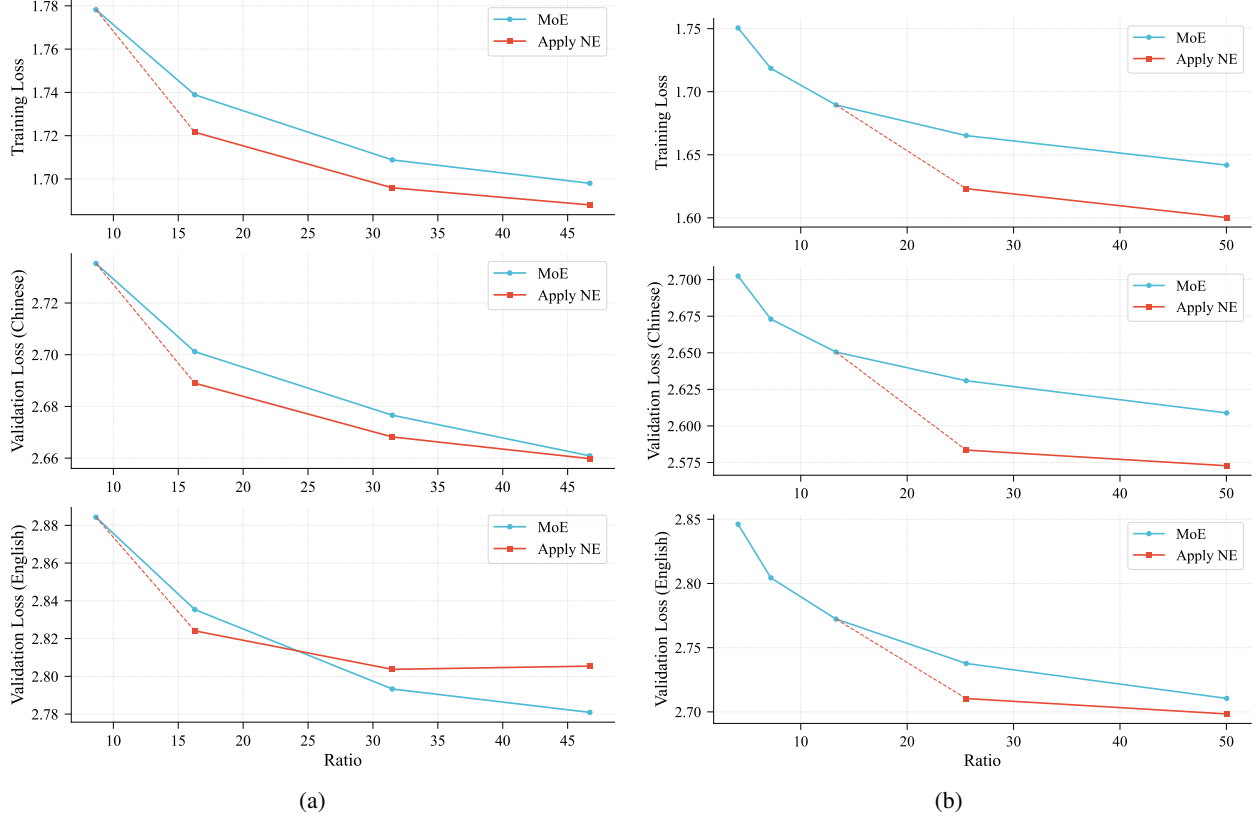 1.78
1.76
1.74
1.72
1.70
Training Loss
MoE
Apply NE
10 15 20 25 30 35 40 45
2.72
2.70
2.68
2.66
Validation Loss (Chinese)
MoE
Apply NE
10 15 20 25 30 35 40 45
2.88
2.86
2.84
2.82
2.80
2.78
Validation Loss (English)
MoE
Apply NE
10 15 20 25 30 35 40 45
Ratio
(a)
1.75
1.70
1.65
1.60
Training Loss
MoE
Apply NE
10 20 30 40 50
2.700
2.675
2.650
2.625
2.600
2.575
Validation Loss (Chinese)
MoE
Apply NE
10 20 30 40 50
2.85
2.80
2.75
2.70
Validation Loss (English)
MoE
Apply NE
10 20 30 40 50
Ratio
(b)